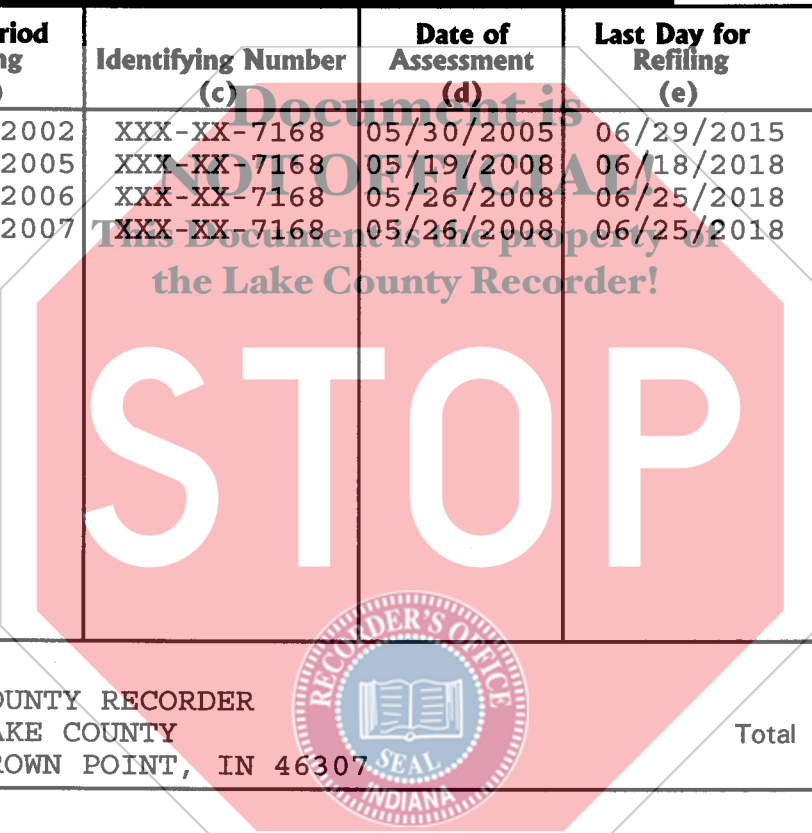 riod
ng
)
Identifying Number
(c)
Date of
Assessment
(d)
Last Day for
Refiling
(e)
2002 XXX-XX-7168 05/30/2005 06/29/2015
2005 XXX-XX-7168 05/19/2008 06/18/2018
2006 XXX-XX-7168 05/26/2008 06/25/2018
2007 XXX-XX-7168 05/26/2008 06/25/2018
Document is
NOT OFFICIAL!
This Document is the property of
the Lake County Recorder!
STOP
OUNTY RECORDER
AKE COUNTY
ROWN POINT, IN 46307
Total
RECORDER'S OFFICE
SEAL
INDIANA